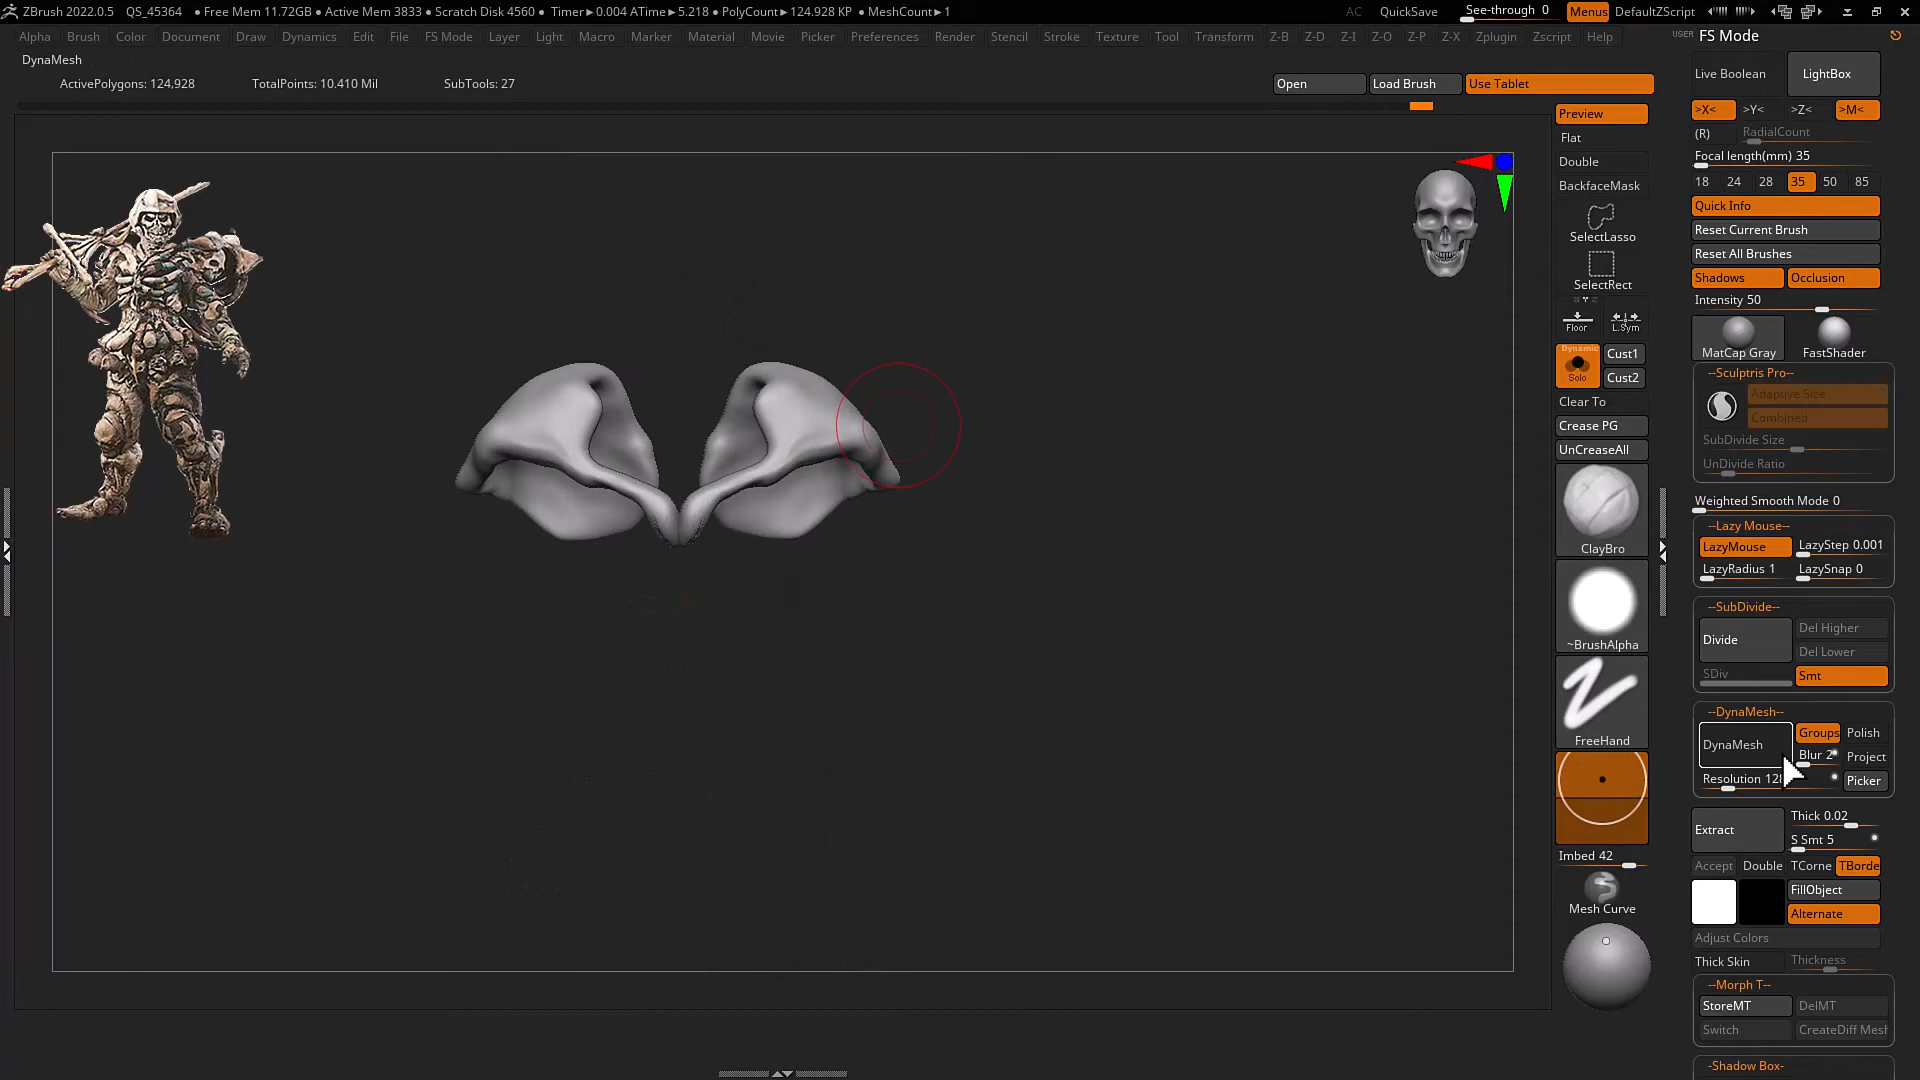 ZBrush 2022.0.5 QS_45364 • Free Mem 11.72GB • Active Mem 3833 • Scratch Disk 4560 • Timer►0.004 ATime►5.218 • PolyCount►124.928 KP • MeshCount►1 AC QuickSave See-through 0 Menus DefaultZScript
Alpha Brush Color Document Draw Dynamics Edit File FS Mode Layer Light Macro Marker Material Movie Picker Preferences Render Stencil Stroke Texture Tool Transform Z-B Z-D Z-I Z-O Z-P Z-X Zplugin Zscript Help
USER FS Mode
DynaMesh
ActivePolygons: 124,928 TotalPoints: 10.410 Mil SubTools: 27
Open Load Brush Use Tablet
Preview
Flat
Double
BackfaceMask
SelectLasso
SelectRect
Floor L.Sym
Dynamic
Solo
Cust1
Cust2
Clear To
Crease PG
UnCreaseAll
ClayBro
~BrushAlpha
FreeHand
Imbed 42
Mesh Curve
Live Boolean LightBox
>X< >Y< >Z< >M<
(R) RadialCount
Focal length(mm) 35
18 24 28 35 50 85
Quick Info
Reset Current Brush
Reset All Brushes
Shadows Occlusion
Intensity 50
MatCap Gray FastShader
--Sculptris Pro--
Adaptive Size
Combined
SubDivide Size
UnDivide Ratio
Weighted Smooth Mode 0
--Lazy Mouse--
LazyMouse LazyStep 0.001
LazyRadius 1 LazySnap 0
--SubDivide--
Divide Del Higher
Del Lower
SDiv Smt
--DynaMesh--
DynaMesh Groups Polish
Blur 2 Project
Resolution 128 Picker
Extract Thick 0.02
S Smt 5
Accept Double TCorne TBorde
FillObject
Alternate
Adjust Colors
Thick Skin Thickness
--Morph T--
StoreMT DelMT
Switch CreateDiff Mesh
-Shadow Box-